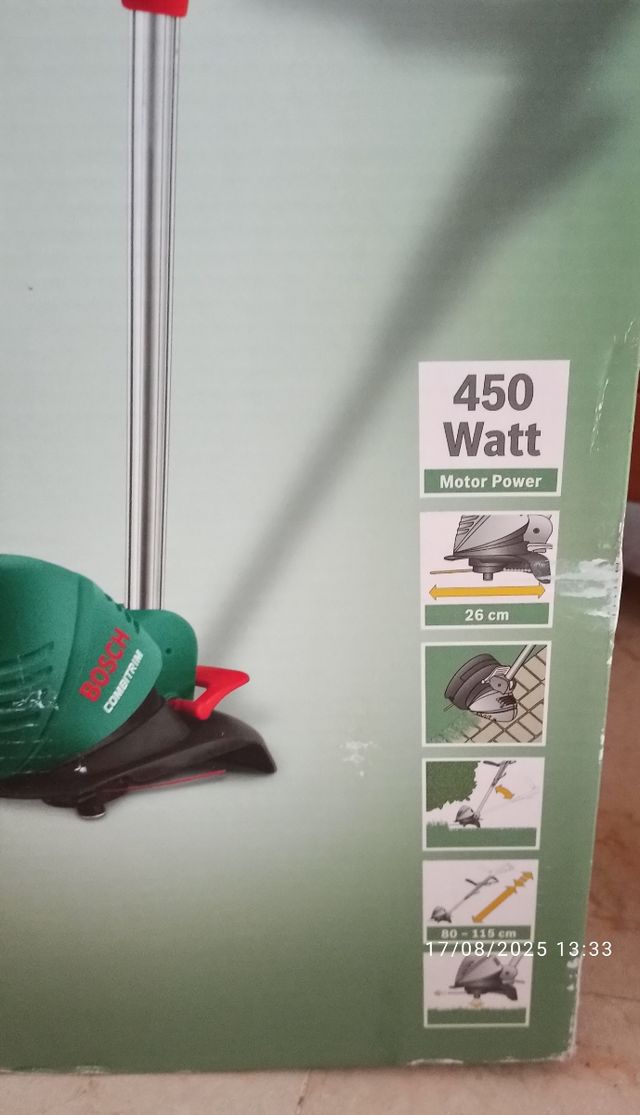 450
Watt
Motor Power
26 cm
BOSCH
COMBITRIM
80 – 115 cm
17/08/2025 13:33